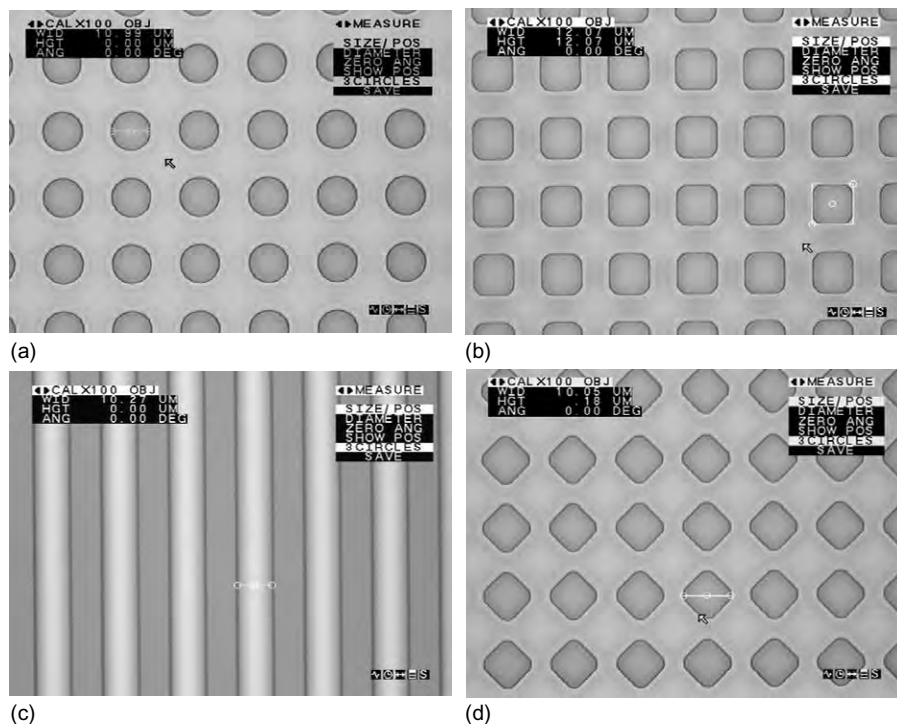 ◀▶CAL X100 OBJ
WID 10.99 UM
HGT 0.00 UM
ANG 0.00 DEG
◀▶MEASURE
SIZE/POS
DIAMETER
ZERO ANG
SHOW POS
3CIRCLES
SAVE
S
(a)
◀▶CAL X100 OBJ
WID 12.07 UM
HGT 12.07 UM
ANG 0.00 DEG
◀▶MEASURE
SIZE/POS
DIAMETER
ZERO ANG
SHOW POS
3CIRCLES
SAVE
S
(b)
◀▶CAL X100 OBJ
WID 10.27 UM
HGT 0.00 UM
ANG 0.00 DEG
◀▶MEASURE
SIZE/POS
DIAMETER
ZERO ANG
SHOW POS
3CIRCLES
SAVE
S
(c)
◀▶CAL X100 OBJ
WID 10.05 UM
HGT .18 UM
ANG 0.00 DEG
◀▶MEASURE
SIZE/POS
DIAMETER
ZERO ANG
SHOW POS
3CIRCLES
SAVE
S
(d)